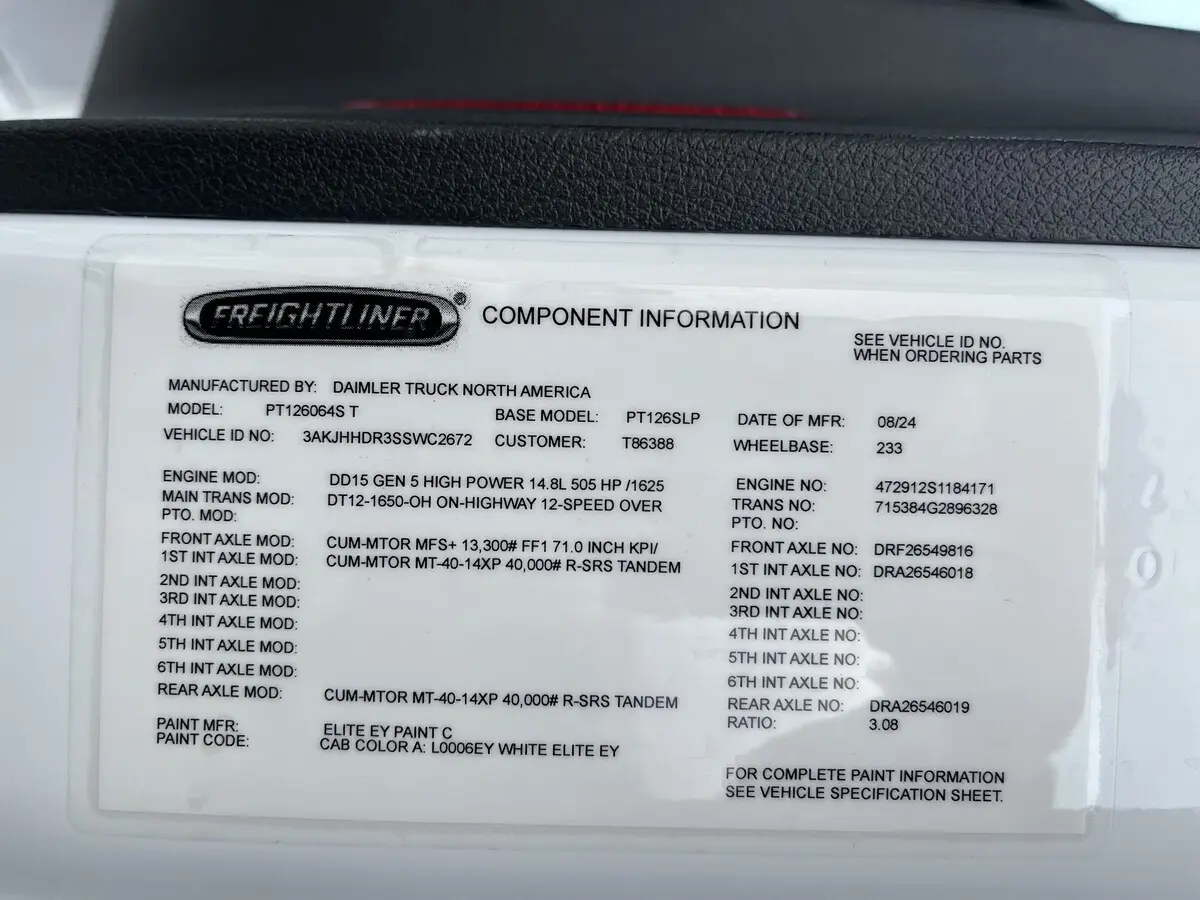 FREIGHTLINER® COMPONENT INFORMATION
SEE VEHICLE ID NO.
WHEN ORDERING PARTS
MANUFACTURED BY: DAIMLER TRUCK NORTH AMERICA
MODEL: PT126064S T BASE MODEL: PT126SLP DATE OF MFR: 08/24
VEHICLE ID NO: 3AKJHHDR3SSWC2672 CUSTOMER: T86388 WHEELBASE: 233
ENGINE MOD: DD15 GEN 5 HIGH POWER 14.8L 505 HP /1625 ENGINE NO: 472912S1184171
MAIN TRANS MOD: DT12-1650-OH ON-HIGHWAY 12-SPEED OVER TRANS NO: 715384G2896328
PTO. MOD: PTO. NO:
FRONT AXLE MOD: CUM-MTOR MFS+ 13,300# FF1 71.0 INCH KPI/ FRONT AXLE NO: DRF26549816
1ST INT AXLE MOD: CUM-MTOR MT-40-14XP 40,000# R-SRS TANDEM 1ST INT AXLE NO: DRA26546018
2ND INT AXLE MOD: 2ND INT AXLE NO:
3RD INT AXLE MOD: 3RD INT AXLE NO:
4TH INT AXLE MOD: 4TH INT AXLE NO:
5TH INT AXLE MOD: 5TH INT AXLE NO:
6TH INT AXLE MOD: 6TH INT AXLE NO:
REAR AXLE MOD: CUM-MTOR MT-40-14XP 40,000# R-SRS TANDEM REAR AXLE NO: DRA26546019
RATIO: 3.08
PAINT MFR: ELITE EY PAINT C
PAINT CODE: CAB COLOR A: L0006EY WHITE ELITE EY
FOR COMPLETE PAINT INFORMATION
SEE VEHICLE SPECIFICATION SHEET.